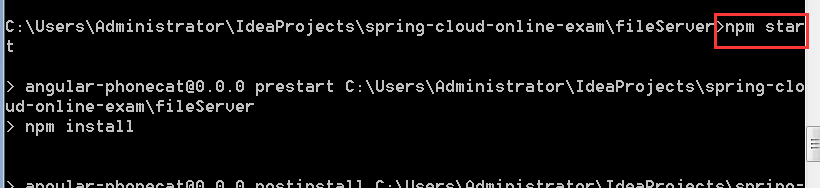 C:\Users\Administrator\IdeaProjects\spring-cloud-online-exam\fileServer>npm star
t
> angular-phonecat@0.0.0 prestart C:\Users\Administrator\IdeaProjects\spring-clo
ud-online-exam\fileServer
> npm install
> angular-phonecat@0.0.0 postinstall C:\Users\Administrator\IdeaProjects\spring-